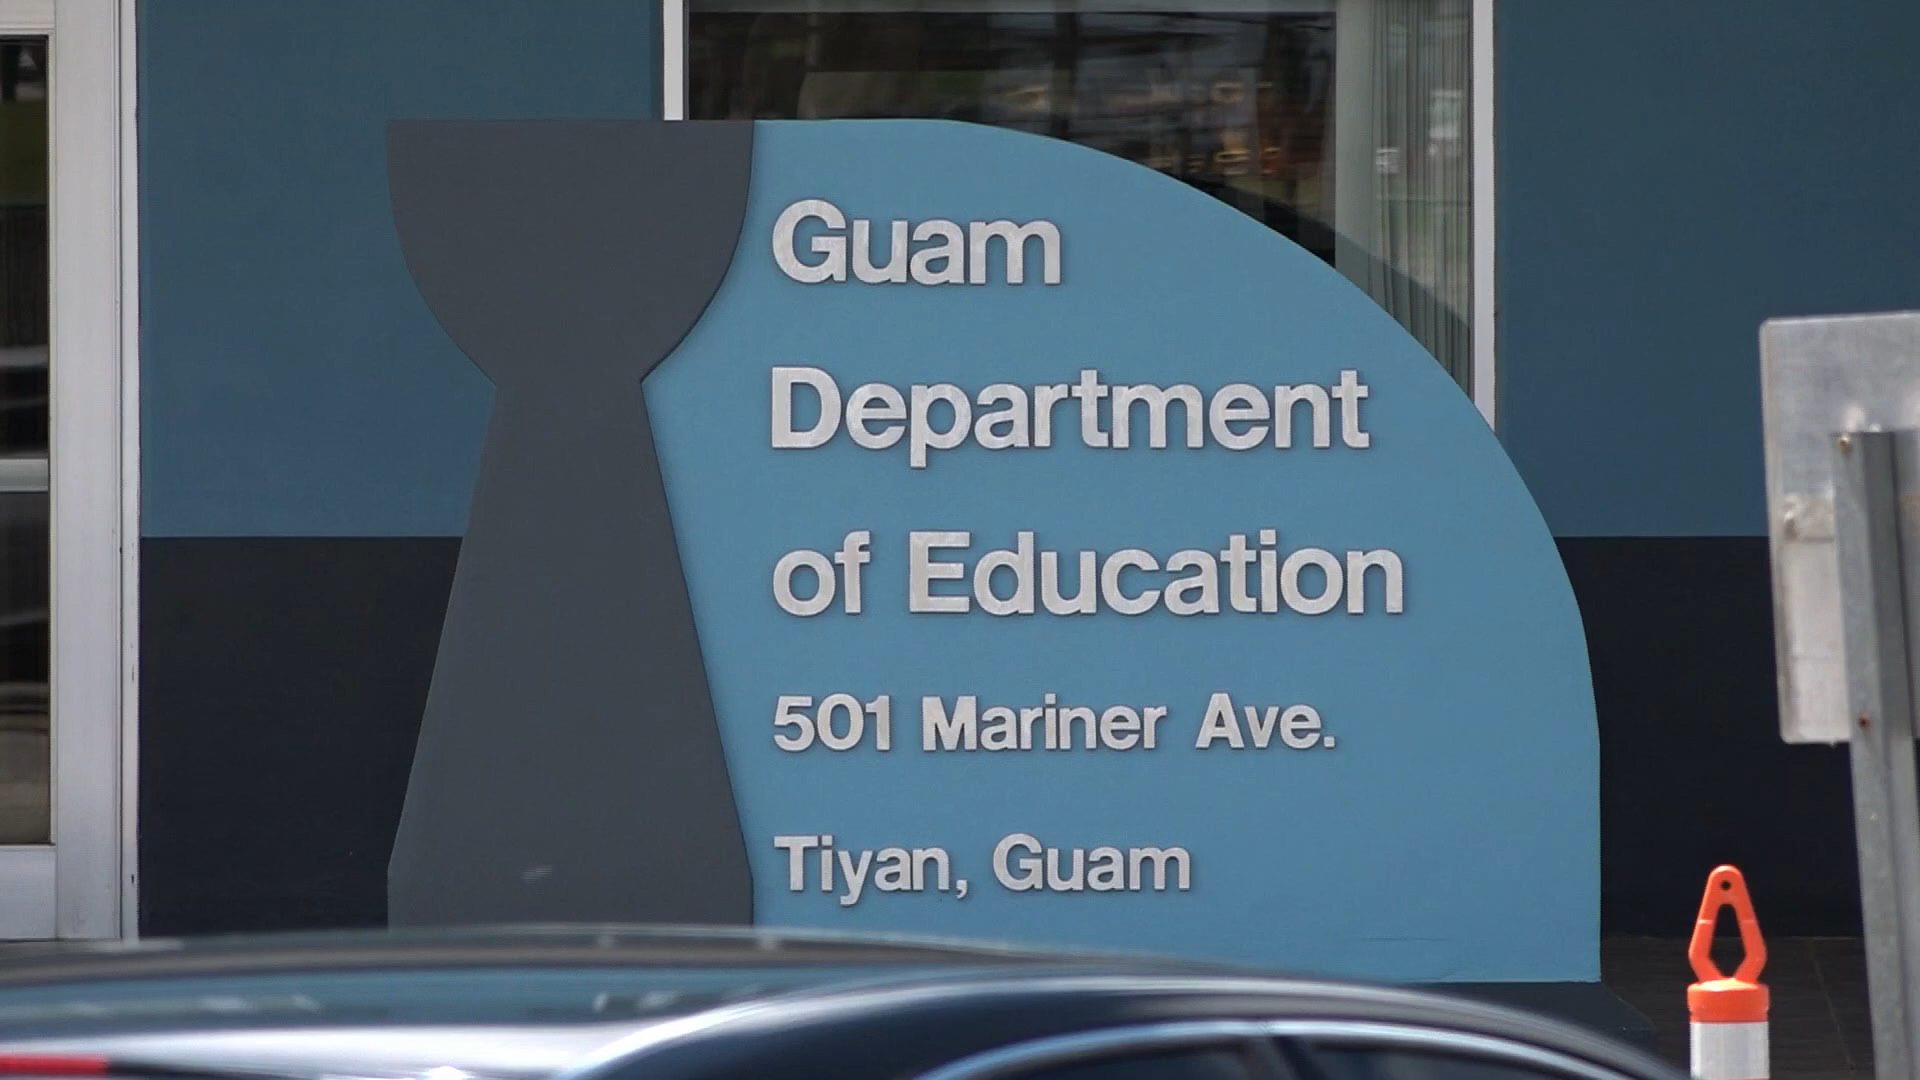 Guam
Department
of Education
501 Mariner Ave.
Tiyan, Guam